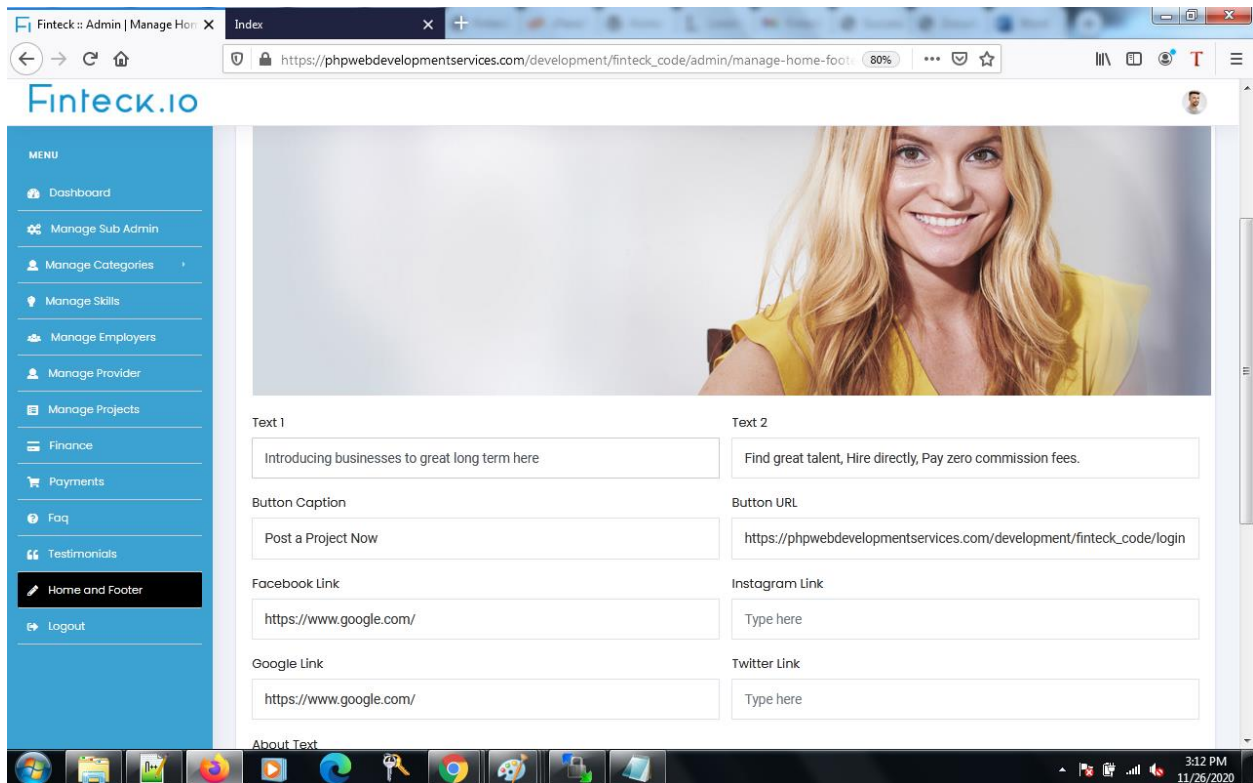 Finteck :: Admin | Manage Hom
Index
https://phpwebdevelopmentservices.com/development/finteck_code/admin/manage-home-foote
80%
Finteck.io
MENU
Dashboard
Manage Sub Admin
Manage Categories
Manage Skills
Manage Employers
Manage Provider
Manage Projects
Finance
Payments
Faq
Testimonials
Home and Footer
Logout
Text 1
Text 2
Introducing businesses to great long term here
Find great talent, Hire directly, Pay zero commission fees.
Button Caption
Button URL
Post a Project Now
https://phpwebdevelopmentservices.com/development/finteck_code/login
Facebook Link
Instagram Link
https://www.google.com/
Type here
Google Link
Twitter Link
https://www.google.com/
Type here
About Text
3:12 PM
11/26/2020